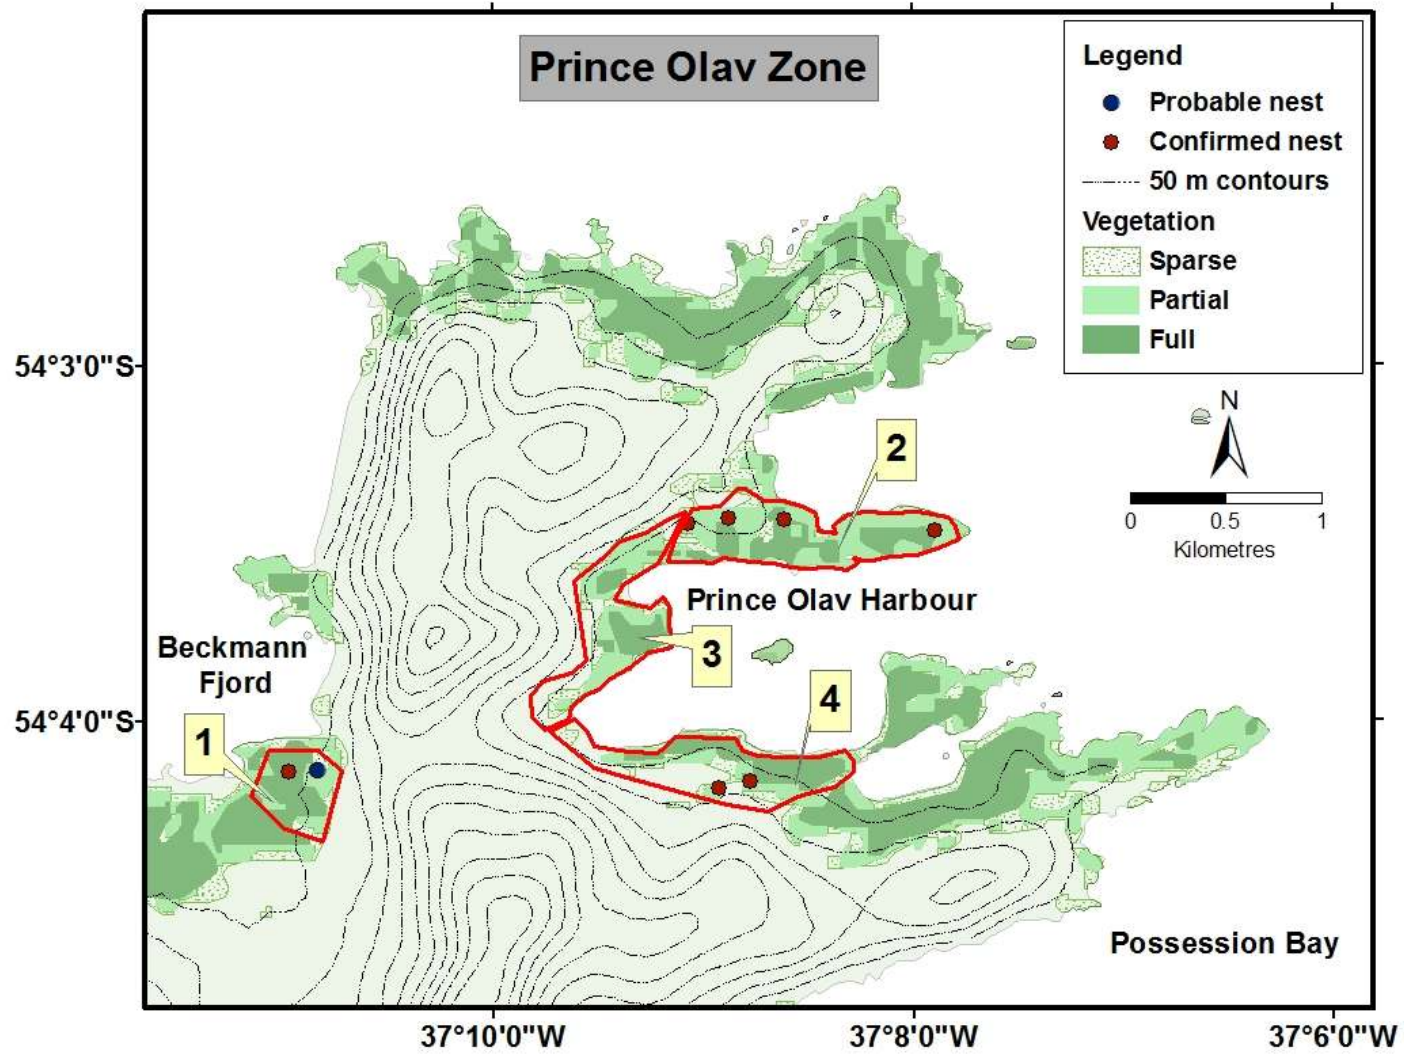 Prince Olav Zone
Legend
Probable nest
Confirmed nest
50 m contours
Vegetation
Sparse
Partial
Full
54°3'0"S
N
2
0 0.5 1
Kilometres
Prince Olav Harbour
Beckmann
Fjord
3
4
54°4'0"S
1
Possession Bay
37°10'0"W 37°8'0"W 37°6'0"W